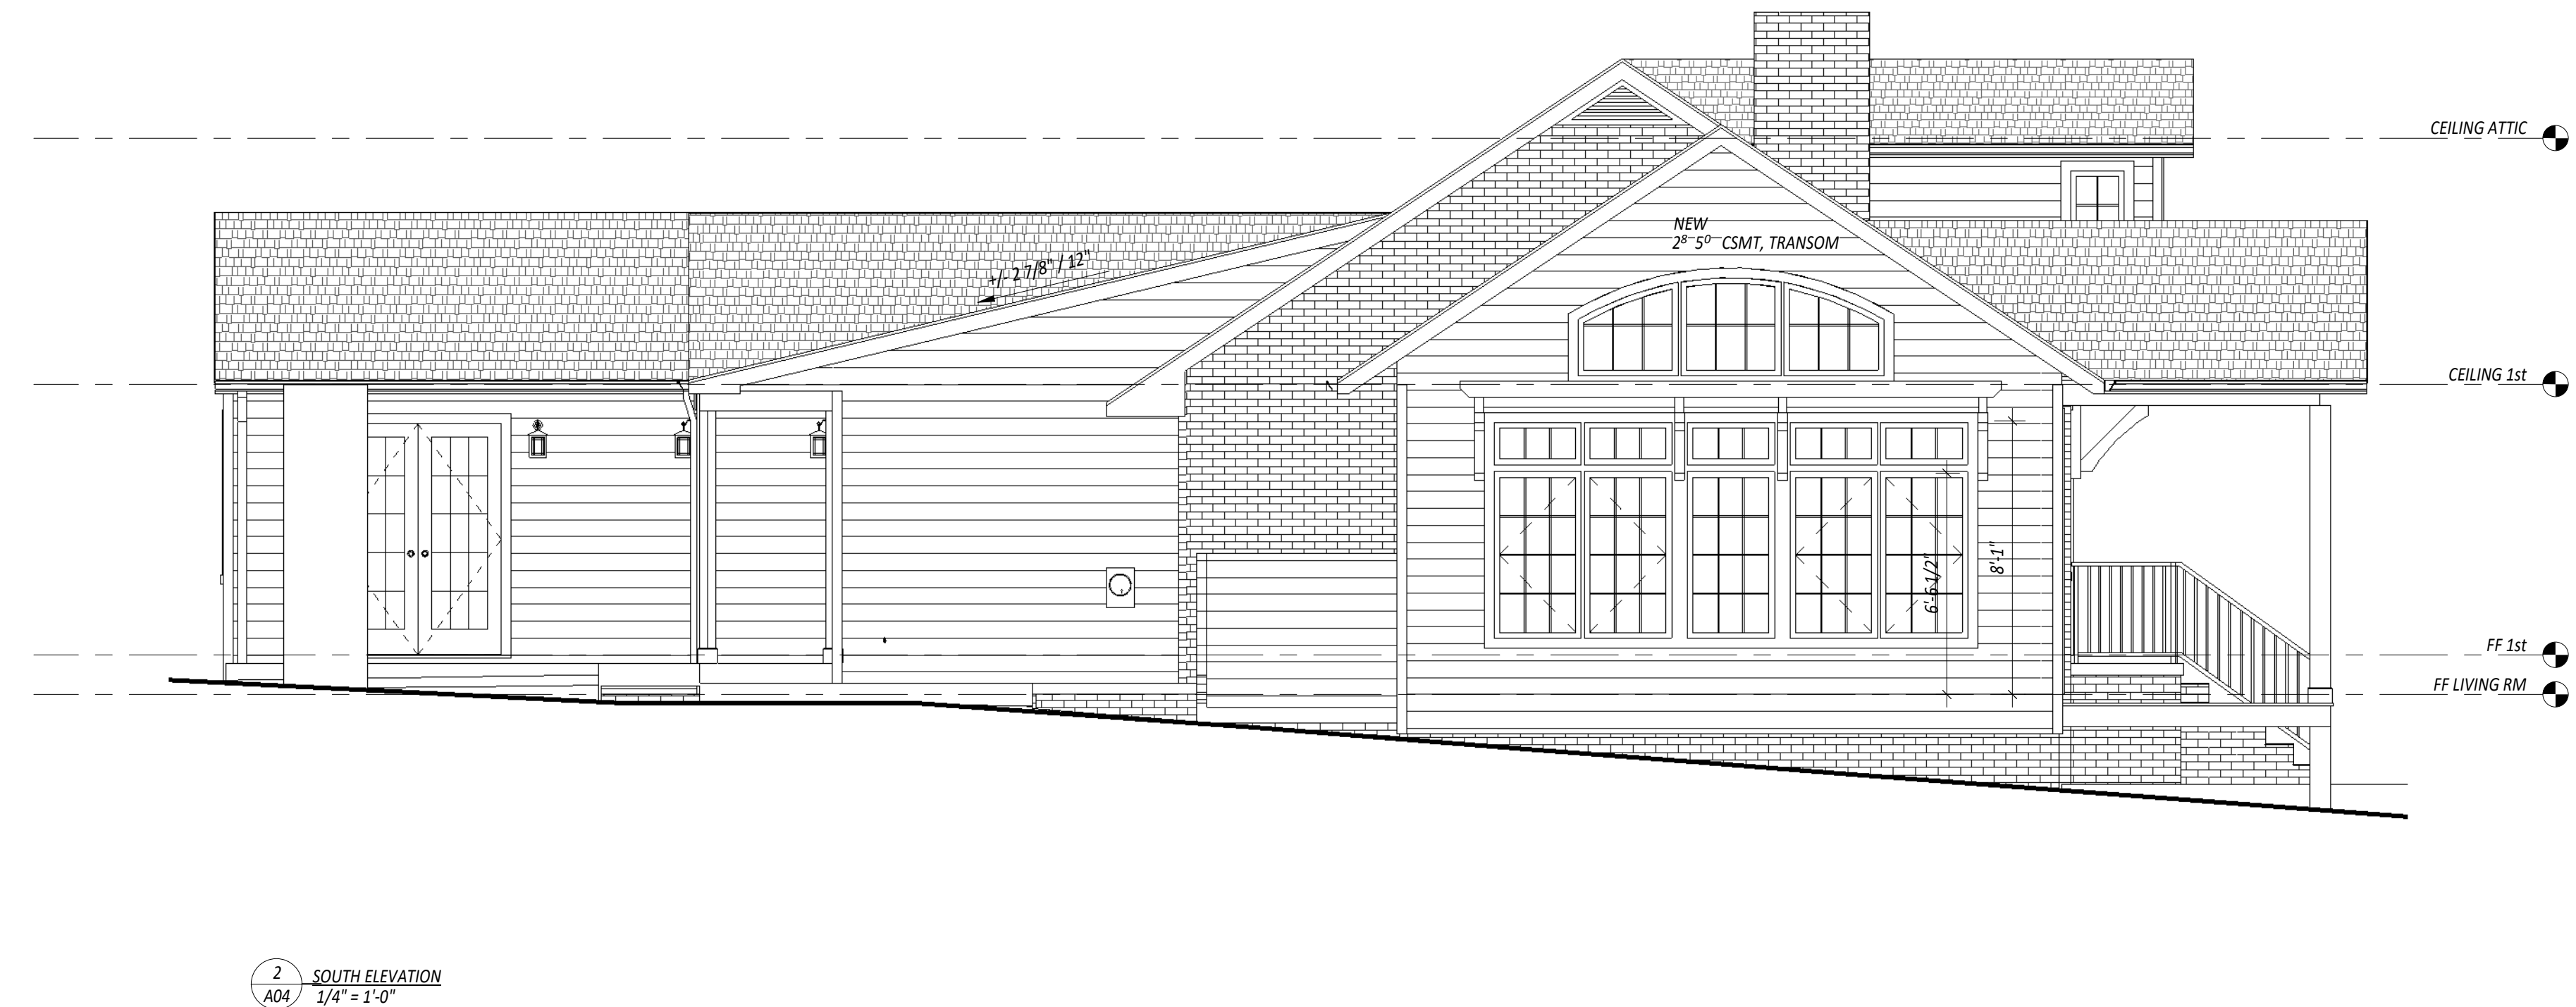 CEILING ATTIC
NEW
2⁸ 5⁰ CSMT, TRANSOM
+/- 2 7/8" / 12"
CEILING 1st
8'-1"
6'-6 1/2"
FF 1st
FF LIVING RM
2
SOUTH ELEVATION
A04
1/4" = 1'-0"